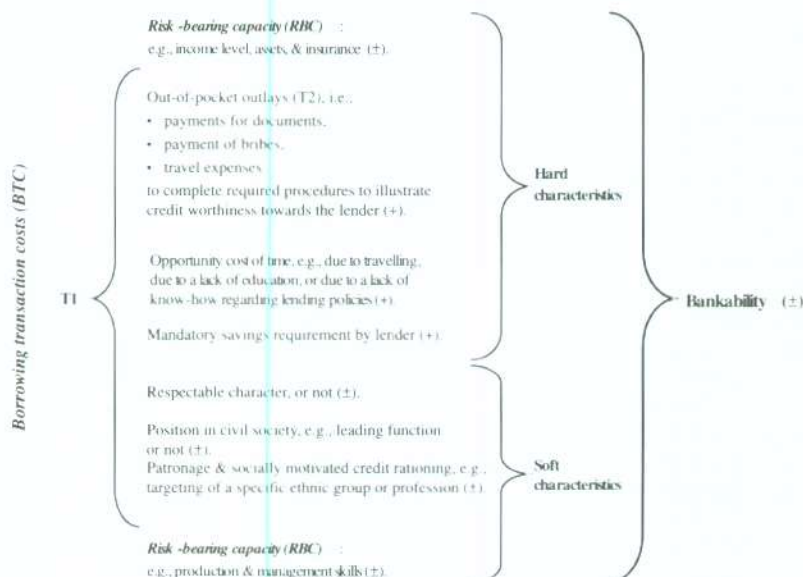 Risk -bearing capacity (RBC) :
e.g., income level, assets, & insurance (±).
Out-of-pocket outlays (T2), i.e.,
• payments for documents,
• payment of bribes,
• travel expenses
to complete required procedures to illustrate
credit worthiness towards the lender (+).
Opportunity cost of time, e.g., due to travelling,
due to a lack of education, or due to a lack of
know-how regarding lending policies (+).
Mandatory savings requirement by lender (+).
Respectable character, or not (±).
Position in civil society, e.g., leading function
or not (±).
Patronage & socially motivated credit rationing, e.g.,
targeting of a specific ethnic group or profession (±).
Risk -bearing capacity (RBC) :
e.g., production & management skills (±).
Borrowing transaction costs (BTC)
T1
Hard
characteristics
Soft
characteristics
Bankability (±)